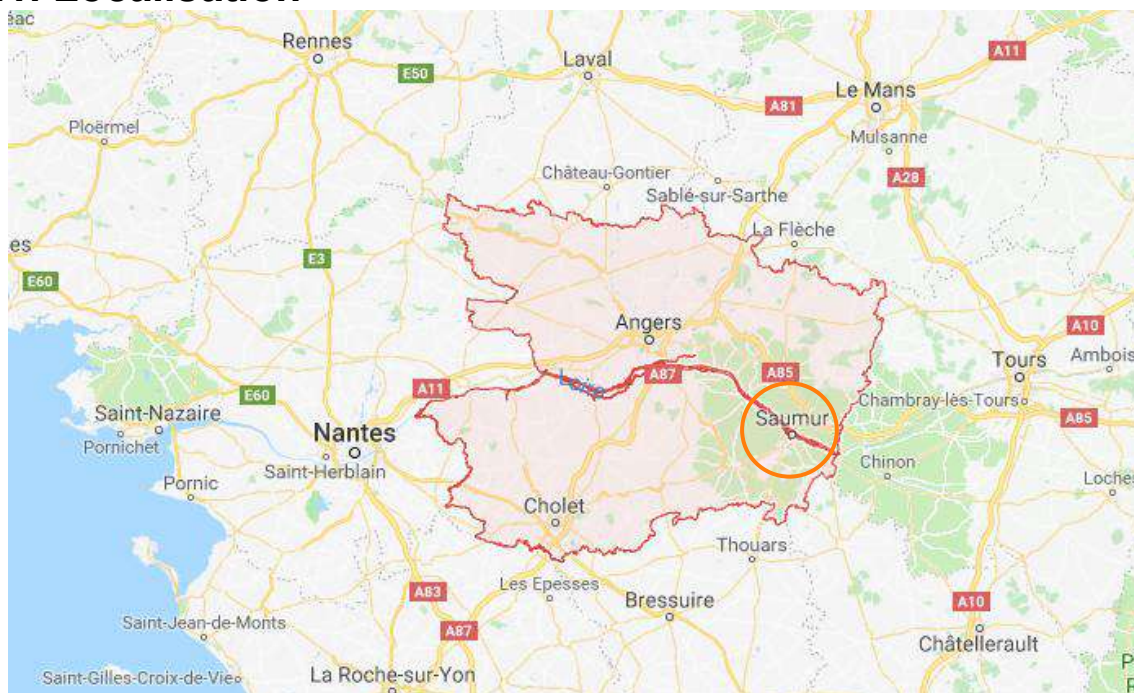 Localisation
Rennes
Laval
A11
E50
Le Mans
A81
Ploërmel
Mulsanne
Château-Gontier
A28
Sablé-sur-Sarthe
La Flèche
es
E3
E60
Angers
A10
Tours
Ambois
A87
A85
Loire
A11
E60
Chambray-lès-Tours
Saint-Nazaire
A85
Saumur
Nantes
Pornichet
Saint-Herblain
Chinon
Pornic
Loches
Cholet
Thouars
Les Epesses
A83
Bressuire
A10
Saint-Jean-de-Monts
A87
Châtellerault
La Roche-sur-Yon
Saint-Gilles-Croix-de-Vie
P